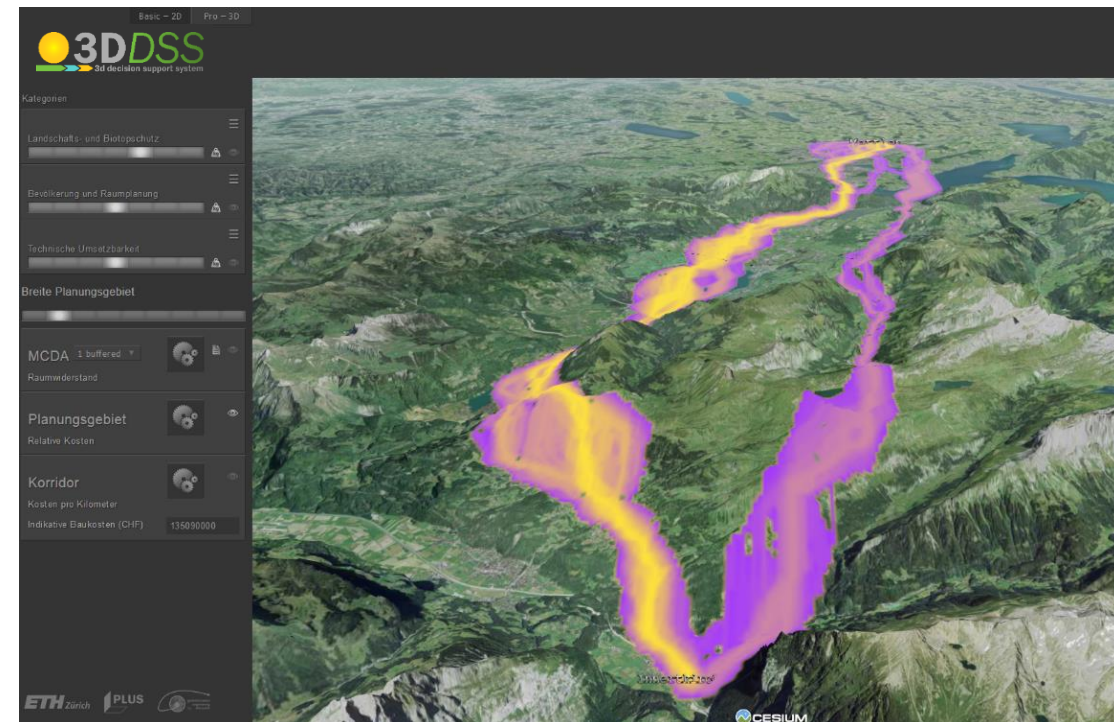 Basic – 2D Pro – 3D
3DDSS
3d decision support system
Kategorien
Landschafts- und Biotopschutz
Bevölkerung und Raumplanung
Technische Umsetzbarkeit
Breite Planungsgebiet
MCDA 1 buffered
Raumwiderstand
Planungsgebiet
Relative Kosten
Korridor
Kosten pro Kilometer
Indikative Baukosten (CHF) 135090000
ETH Zürich PLUS
CESIUM